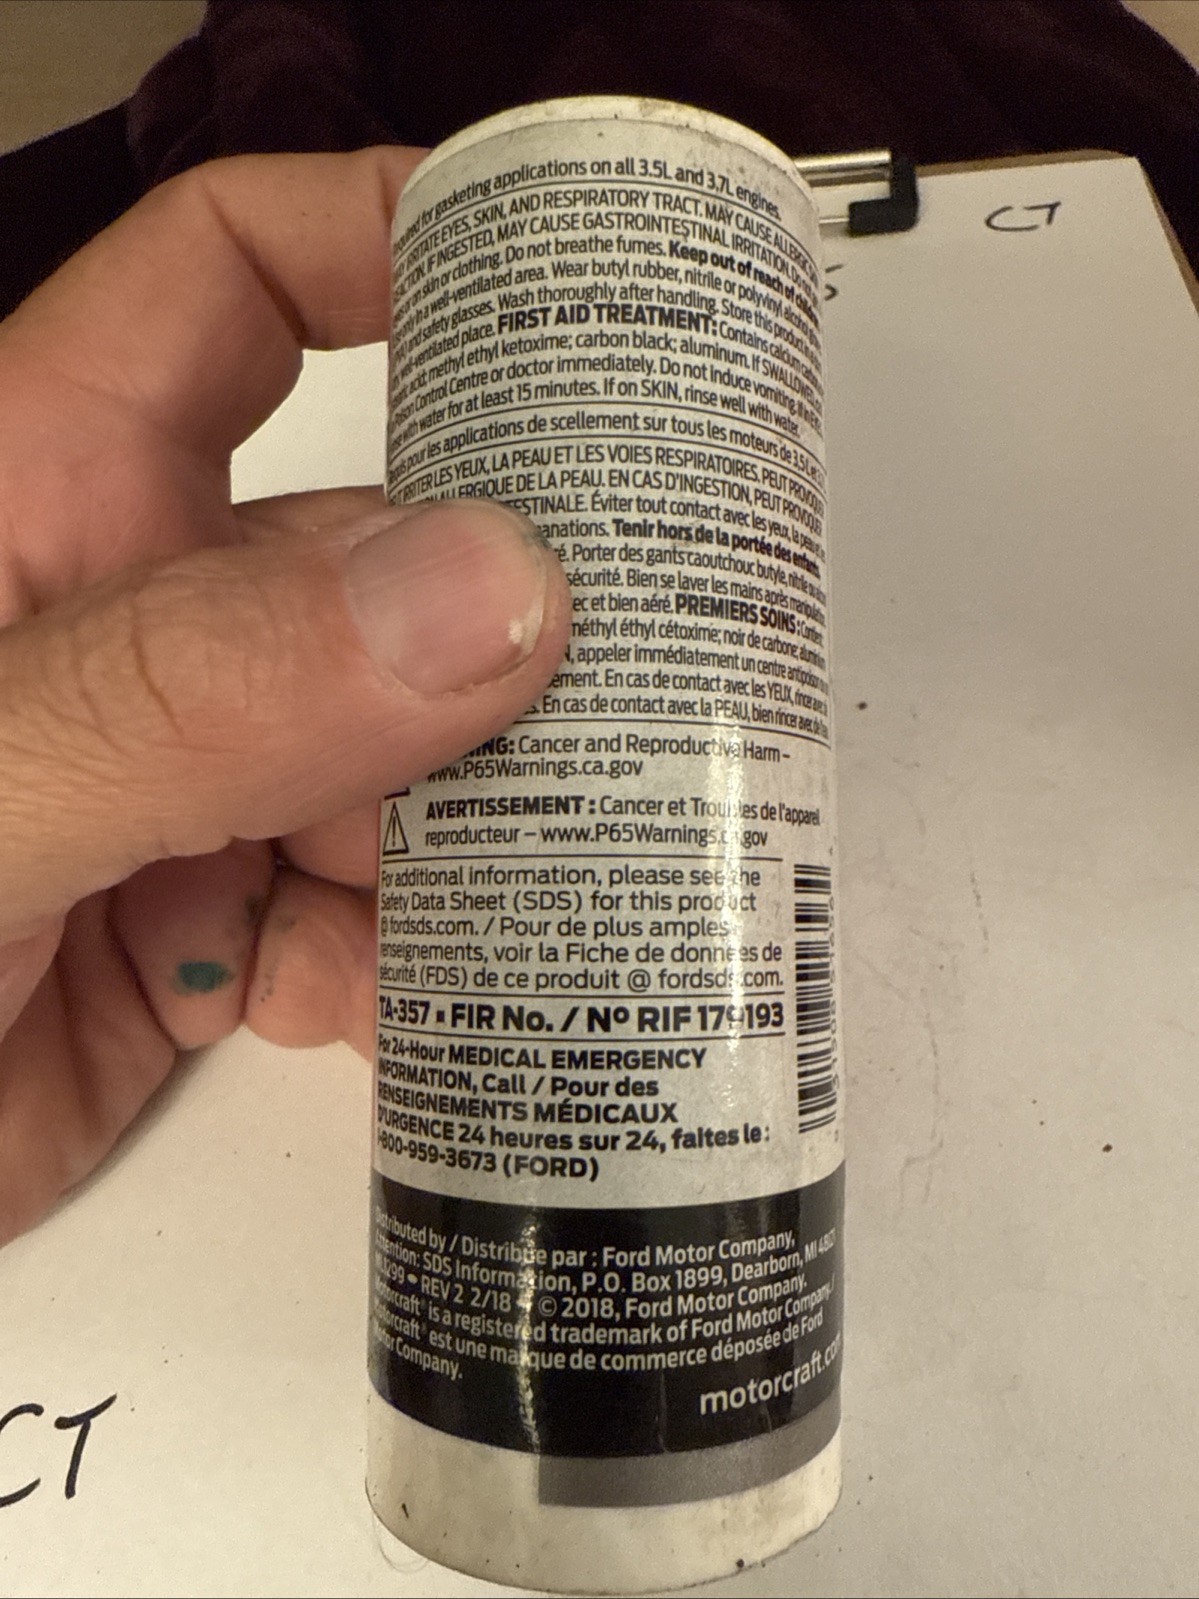 for gasketing applications on all 3.5L and 3.7L engines.
IRRITATE EYES, SKIN, AND RESPIRATORY TRACT. MAY CAUSE ALLERGIC
IF INGESTED, MAY CAUSE GASTROINTESTINAL IRRITATION. Do not
on skin or clothing. Do not breathe fumes. Keep out of reach of children.
only in a well-ventilated area. Wear butyl rubber, nitrile or polyvinyl alcohol
and safety glasses. Wash thoroughly after handling. Store this product in
well-ventilated place. FIRST AID TREATMENT: Contains calcium
acid; methyl ethyl ketoxime; carbon black; aluminum. If SWALLOWED,
Poison Control Centre or doctor immediately. Do not induce vomiting. If in EYES,
with water for at least 15 minutes. If on SKIN, rinse well with water.
pour les applications de scellement sur tous les moteurs de 3.5 L et
IRRITER LES YEUX, LA PEAU ET LES VOIES RESPIRATOIRES. PEUT PROVOQUER
ALLERGIQUE DE LA PEAU. EN CAS D'INGESTION, PEUT PROVOQUER
ESTINALE. Éviter tout contact avec les yeux, la peau
anations. Tenir hors de la portée des enfants.
é. Porter des gants caoutchouc butyle, nitrile
sécurité. Bien se laver les mains après manipulation.
ec et bien aéré. PREMIERS SOINS : Contient
méthyl éthyl cétoxime; noir de carbone; aluminium.
N, appeler immédiatement un centre antipoison
ement. En cas de contact avec les YEUX, rincer avec
s. En cas de contact avec la PEAU, bien rincer avec de
NG: Cancer and Reproductive Harm –
www.P65Warnings.ca.gov
AVERTISSEMENT : Cancer et Troubles de l'appareil
reproducteur – www.P65Warnings.ca.gov
For additional information, please see the
Safety Data Sheet (SDS) for this product
@ fordsds.com. / Pour de plus amples
renseignements, voir la Fiche de données de
sécurité (FDS) de ce produit @ fordsds.com.
TA-357 ▪ FIR No. / Nº RIF 179193
For 24-Hour MEDICAL EMERGENCY
INFORMATION, Call / Pour des
RENSEIGNEMENTS MÉDICAUX
D'URGENCE 24 heures sur 24, faites le :
1-800-959-3673 (FORD)
Distributed by / Distribué par : Ford Motor Company,
Attention: SDS Information, P.O. Box 1899, Dearborn, MI
REV 2 2/18 • © 2018, Ford Motor Company.
Motorcraft® is a registered trademark of Ford Motor Company. /
Motorcraft® est une marque de commerce déposée de Ford
Motor Company.
motorcraft.com
CT
CT